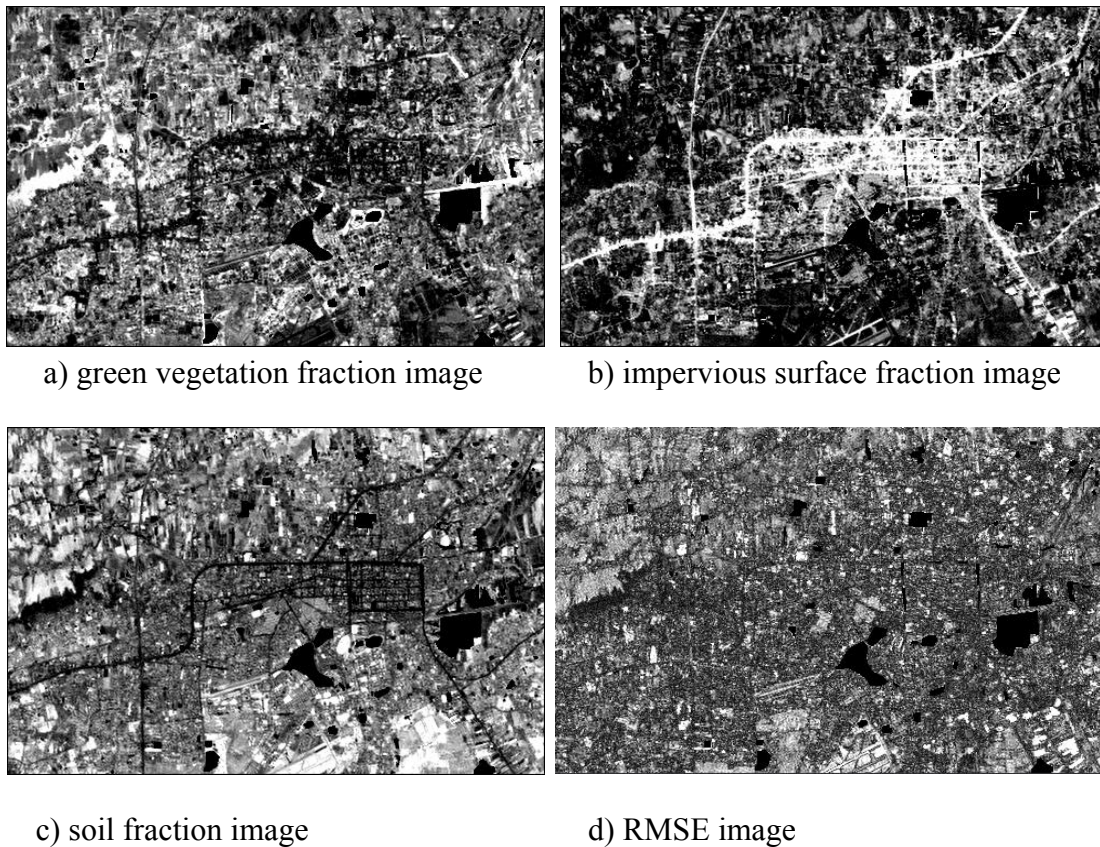 a) green vegetation fraction image
b) impervious surface fraction image
c) soil fraction image
d) RMSE image